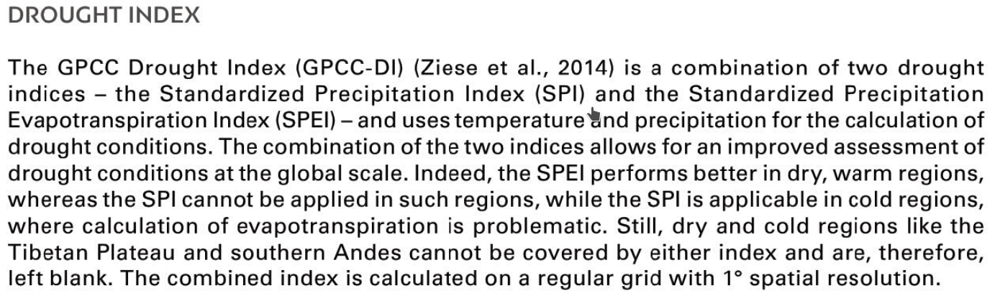 DROUGHT INDEX
The GPCC Drought Index (GPCC-DI) (Ziese et al., 2014) is a combination of two drought
indices – the Standardized Precipitation Index (SPI) and the Standardized Precipitation
Evapotranspiration Index (SPEI) – and uses temperature and precipitation for the calculation of
drought conditions. The combination of the two indices allows for an improved assessment of
drought conditions at the global scale. Indeed, the SPEI performs better in dry, warm regions,
whereas the SPI cannot be applied in such regions, while the SPI is applicable in cold regions,
where calculation of evapotranspiration is problematic. Still, dry and cold regions like the
Tibetan Plateau and southern Andes cannot be covered by either index and are, therefore,
left blank. The combined index is calculated on a regular grid with 1° spatial resolution.